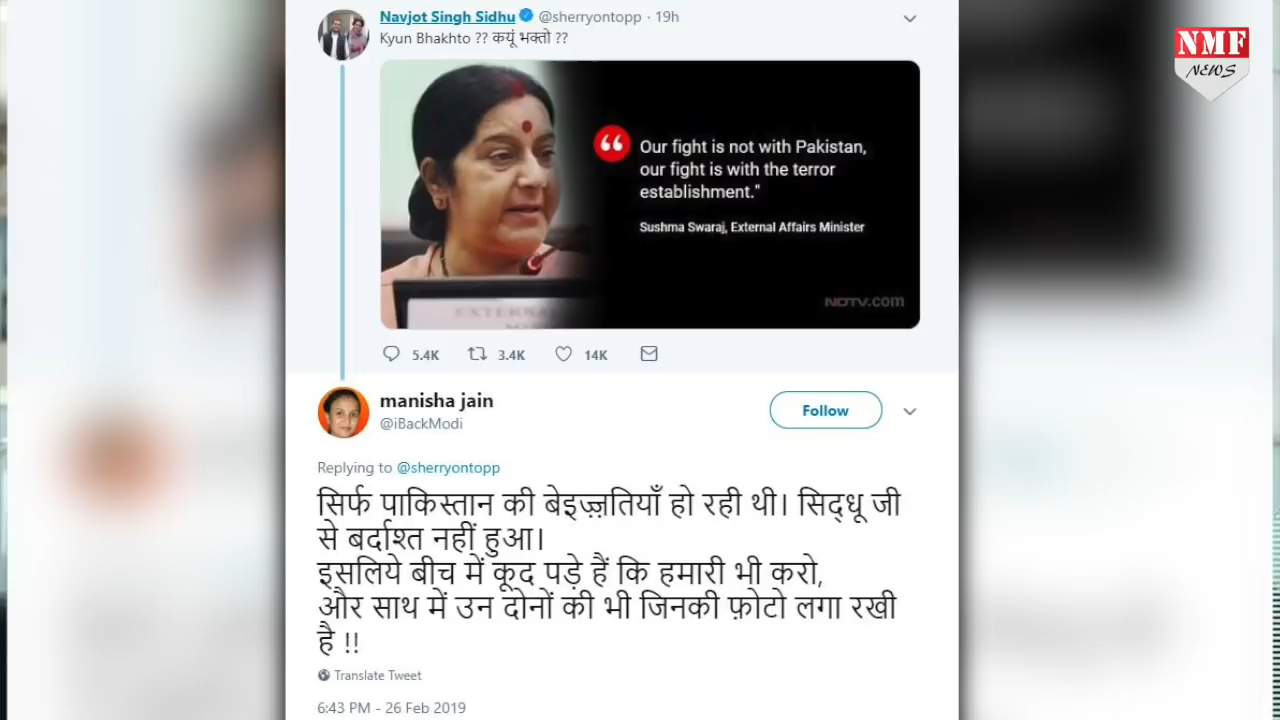 Navjot Singh Sidhu @sherryontopp · 19h
Kyun Bhakhto ?? कयूं भक्तो ??
NMF
NEWS
“ Our fight is not with Pakistan,
our fight is with the terror
establishment."
Sushma Swaraj, External Affairs Minister
NDTV.com
5.4K 3.4K 14K
manisha jain
@iBackModi
Follow
Replying to @sherryontopp
सिर्फ पाकिस्तान की बेइज़्ज़तियाँ हो रही थी। सिद्धू जी
से बर्दाश्त नहीं हुआ।
इसलिये बीच में कूद पड़े हैं कि हमारी भी करो,
और साथ में उन दोनों की भी जिनकी फ़ोटो लगा रखी
है !!
Translate Tweet
6:43 PM - 26 Feb 2019